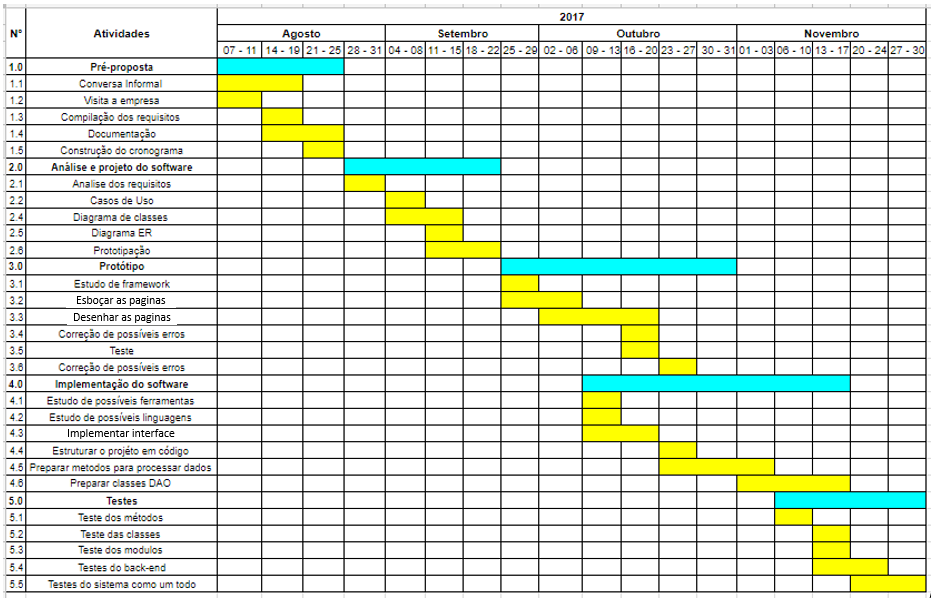 2017
Nº Atividades Agosto Setembro Outubro Novembro
07 - 11 14 - 19 21 - 25 28 - 31 04 - 08 11 - 15 18 - 22 25 - 29 02 - 06 09 - 13 16 - 20 23 - 27 30 - 31 01 - 03 06 - 10 13 - 17 20 - 24 27 - 30
1.0 Pré-proposta
1.1 Conversa Informal
1.2 Visita a empresa
1.3 Compilação dos requisitos
1.4 Documentação
1.5 Construção do cronograma
2.0 Análise e projeto do software
2.1 Analise dos requisitos
2.2 Casos de Uso
2.4 Diagrama de classes
2.5 Diagrama ER
2.6 Prototipação
3.0 Protótipo
3.1 Estudo de framework
3.2 Esboçar as paginas
3.3 Desenhar as paginas
3.4 Correção de possíveis erros
3.5 Teste
3.6 Correção de possíveis erros
4.0 Implementação do software
4.1 Estudo de possíveis ferramentas
4.2 Estudo de possíveis linguagens
4.3 Implementar interface
4.4 Estruturar o projéto em código
4.5 Preparar metodos para processar dados
4.6 Preparar classes DAO
5.0 Testes
5.1 Teste dos métodos
5.2 Teste das classes
5.3 Teste dos modulos
5.4 Testes do back-end
5.5 Testes do sistema como um todo